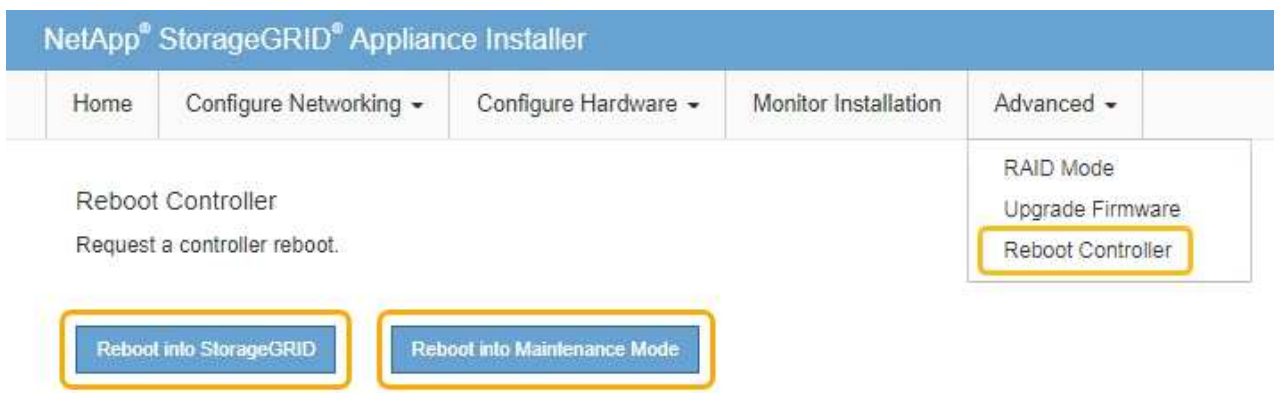 NetApp® StorageGRID® Appliance Installer
Home Configure Networking Configure Hardware Monitor Installation Advanced
RAID Mode
Upgrade Firmware
Reboot Controller
Reboot Controller
Request a controller reboot.
Reboot into StorageGRID Reboot into Maintenance Mode